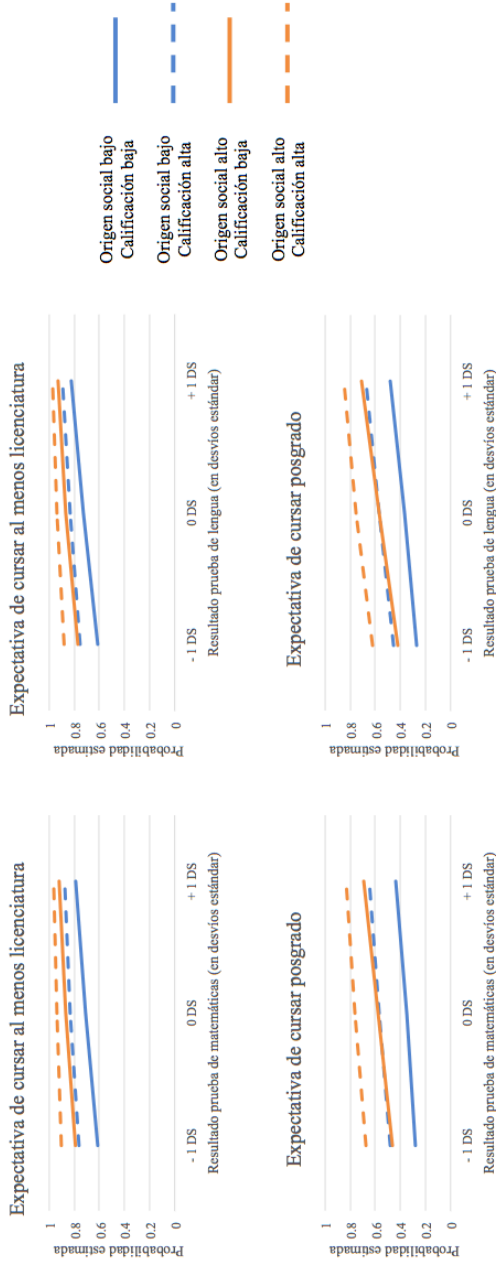 Expectativa de cursar al menos licenciatura
Probabilidad
estimada
1
0.8
0.6
0.4
0.2
0
- 1 DS
0 DS
+ 1 DS
Resultado prueba de matemáticas (en desvíos estándar)
Expectativa de cursar al menos licenciatura
Probabilidad
estimada
1
0.8
0.6
0.4
0.2
0
- 1 DS
0 DS
+ 1 DS
Resultado prueba de lengua (en desvíos estándar)
Expectativa de cursar posgrado
Probabilidad
estimada
1
0.8
0.6
0.4
0.2
0
- 1 DS
0 DS
+ 1 DS
Resultado prueba de matemáticas (en desvíos estándar)
Expectativa de cursar posgrado
Probabilidad
estimada
1
0.8
0.6
0.4
0.2
0
- 1 DS
0 DS
+ 1 DS
Resultado prueba de lengua (en desvíos estándar)
Origen social bajo
Calificación baja
Origen social bajo
Calificación alta
Origen social alto
Calificación baja
Origen social alto
Calificación alta